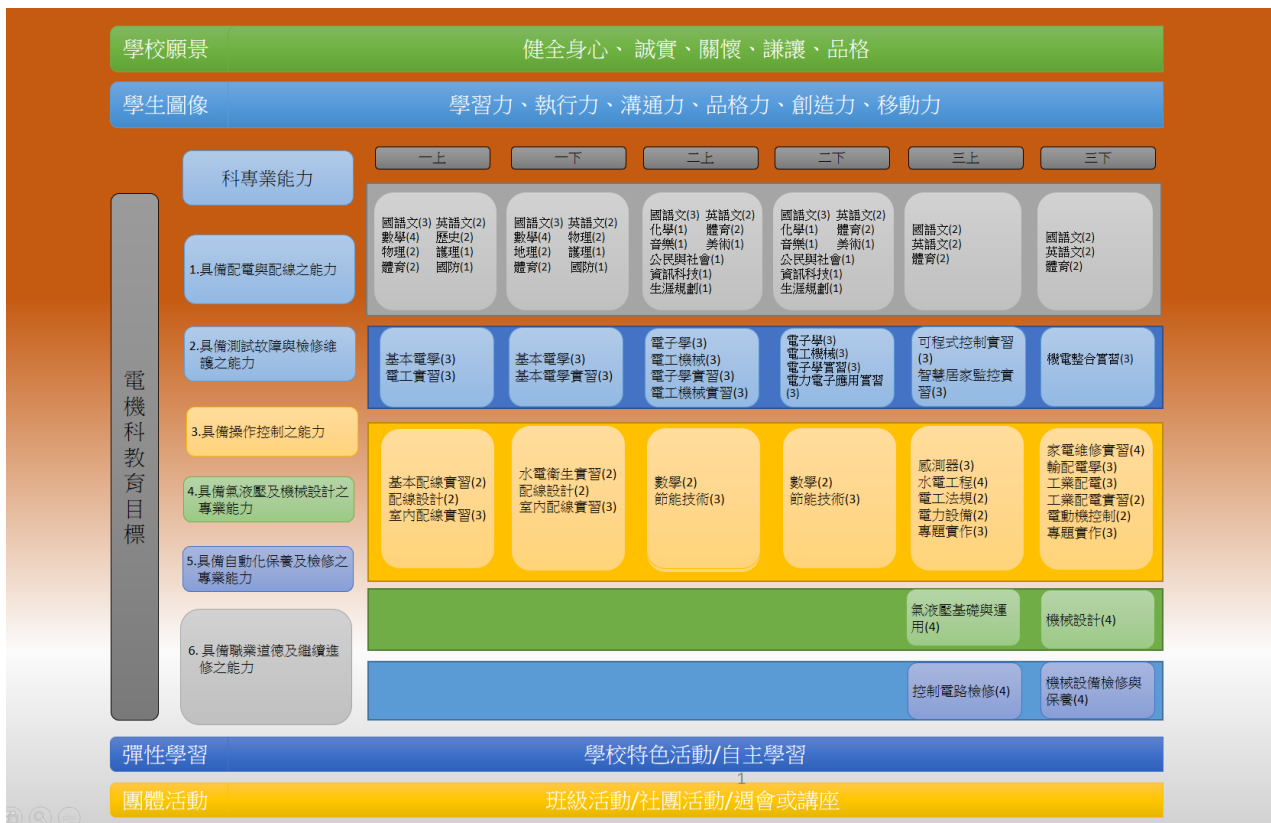 學校願景
健全身心、 誠實、關懷、謙讓、品格
學生圖像
學習力、執行力、溝通力、品格力、創造力、移動力
電機科教育目標
科專業能力
1.具備配電與配線之能力
2.具備測試故障與檢修維
護之能力
3.具備操作控制之能力
4.具備氣液壓及機械設計之
專業能力
5.具備自動化保養及檢修之
專業能力
6. 具備職業道德及繼續進
修之能力
一上
一下
二上
二下
三上
三下
國語文(3) 英語文(2)
數學(4) 歷史(2)
物理(2) 護理(1)
體育(2) 國防(1)
國語文(3) 英語文(2)
數學(4) 物理(2)
地理(2) 護理(1)
體育(2) 國防(1)
國語文(3) 英語文(2)
化學(1) 體育(2)
音樂(1) 美術(1)
公民與社會(1)
資訊科技(1)
生涯規劃(1)
國語文(3) 英語文(2)
化學(1) 體育(2)
音樂(1) 美術(1)
公民與社會(1)
資訊科技(1)
生涯規劃(1)
國語文(2)
英語文(2)
體育(2)
國語文(2)
英語文(2)
體育(2)
基本電學(3)
電工實習(3)
基本電學(3)
基本電學實習(3)
電子學(3)
電工機械(3)
電子學實習(3)
電工機械實習(3)
電子學(3)
電工機械(3)
電子學實習(3)
電力電子應用實習
(3)
可程式控制實習
(3)
智慧居家監控實
習(3)
機電整合實習(3)
基本配線實習(2)
配線設計(2)
室內配線實習(3)
水電衛生實習(2)
配線設計(2)
室內配線實習(3)
數學(2)
節能技術(3)
數學(2)
節能技術(3)
感測器(3)
水電工程(4)
電工法規(2)
電力設備(2)
專題實作(3)
家電維修實習(4)
輸配電學(3)
工業配電(3)
工業配電實習(2)
電動機控制(2)
專題實作(3)
氣液壓基礎與運
用(4)
機械設計(4)
控制電路檢修(4)
機械設備檢修與
保養(4)
彈性學習
學校特色活動/自主學習
1
團體活動
班級活動/社團活動/週會或講座